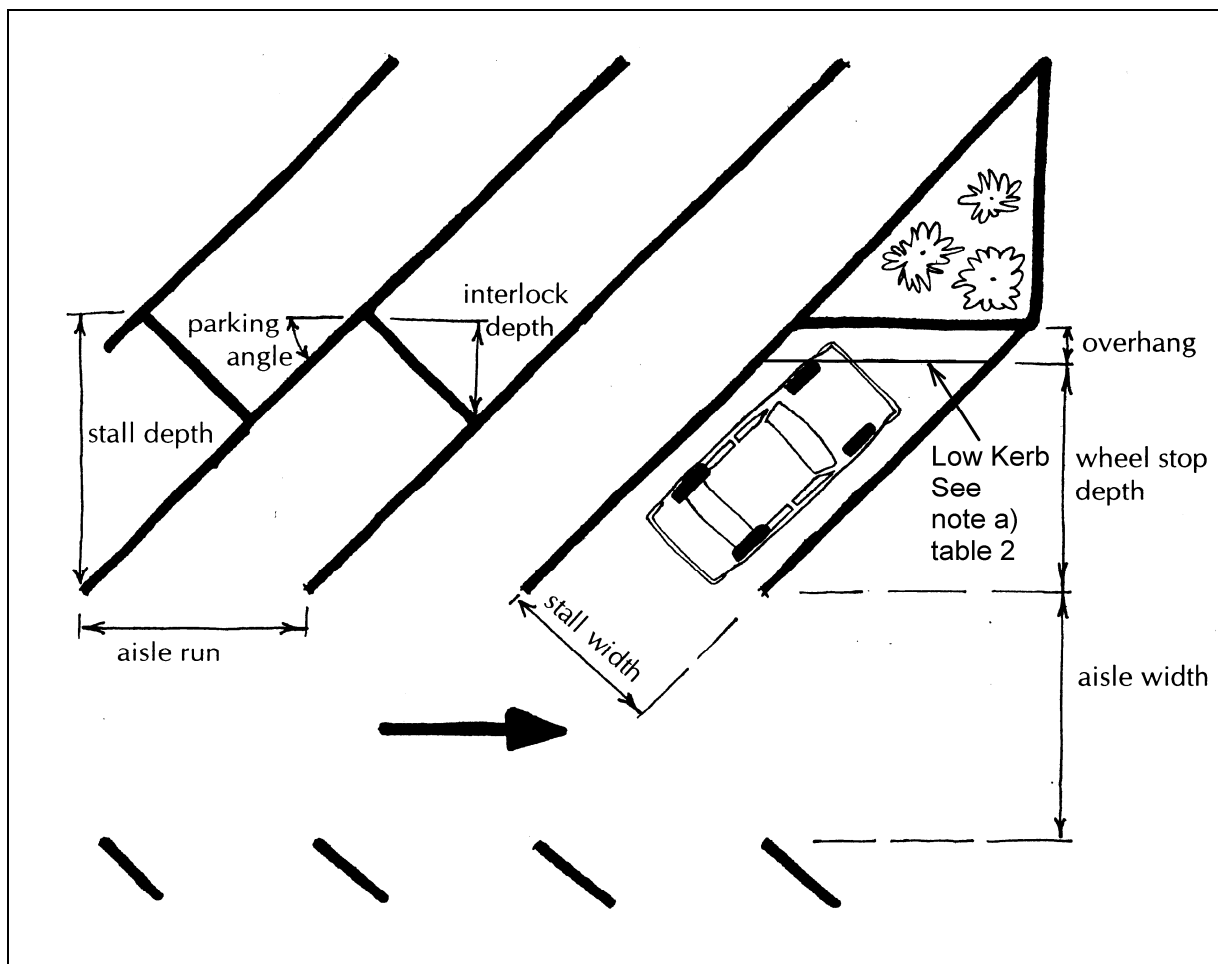 interlock
depth
parking
angle
overhang
stall depth
Low Kerb
See
note a)
table 2
wheel stop
depth
stall width
aisle run
aisle width